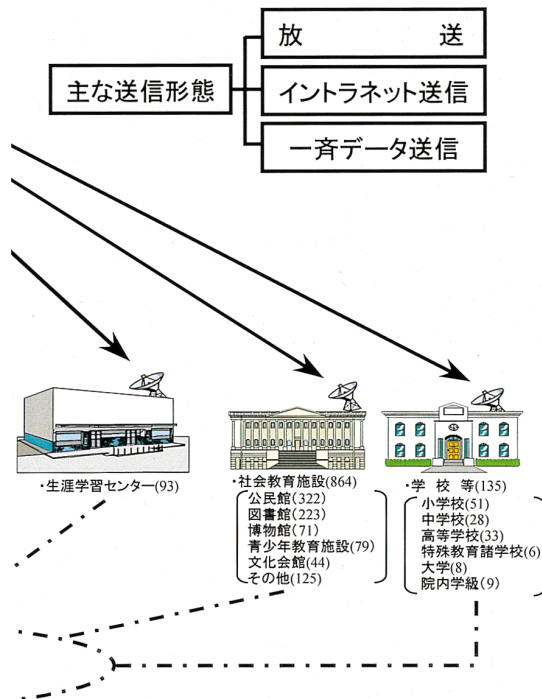 放 送
主な送信形態
イントラネット送信
一斉データ送信
・生涯学習センター(93)
・社会教育施設(864)
公民館(322)
図書館(223)
博物館(71)
青少年教育施設(79)
文化会館(44)
その他(125)
・学 校 等(135)
小学校(51)
中学校(28)
高等学校(33)
特殊教育諸学校(6)
大学(8)
院内学級(9)